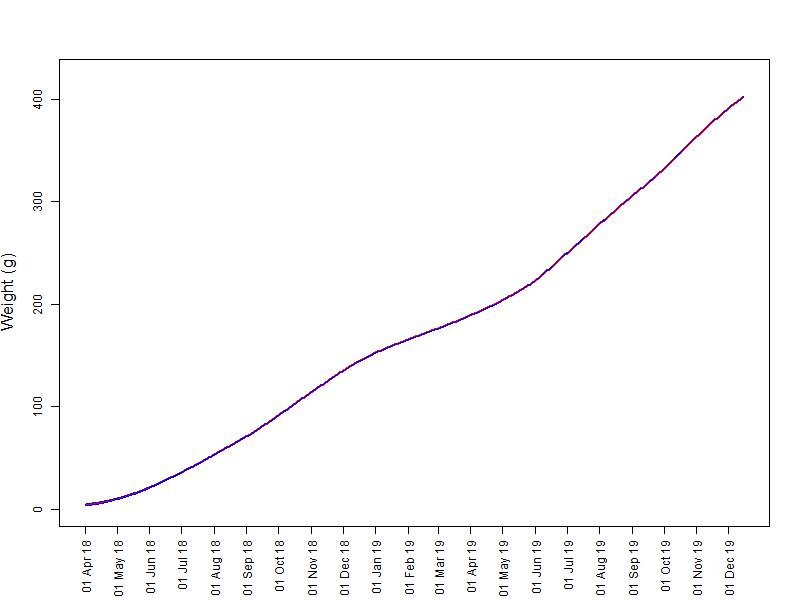 Weight (g)
400
300
200
100
0
01 Apr 18
01 May 18
01 Jun 18
01 Jul 18
01 Aug 18
01 Sep 18
01 Oct 18
01 Nov 18
01 Dec 18
01 Jan 19
01 Feb 19
01 Mar 19
01 Apr 19
01 May 19
01 Jun 19
01 Jul 19
01 Aug 19
01 Sep 19
01 Oct 19
01 Nov 19
01 Dec 19